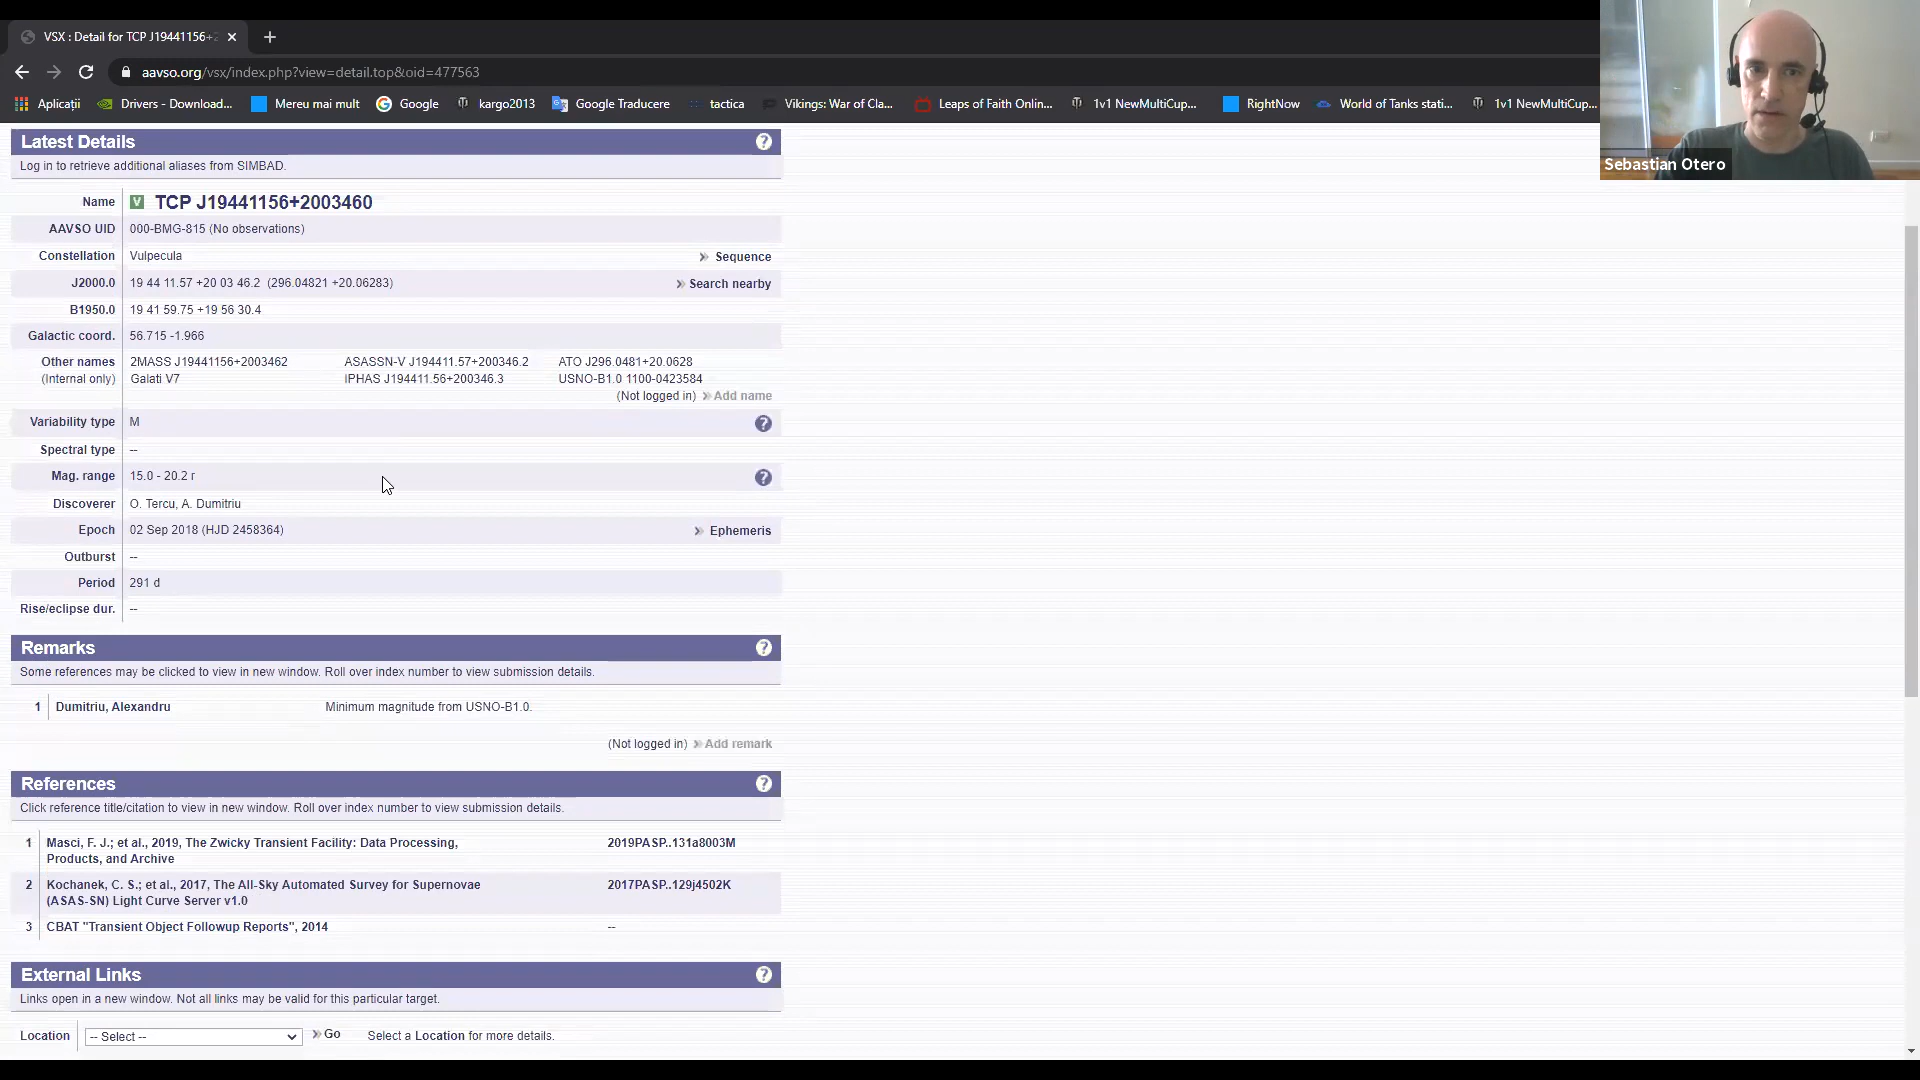 VSX : Detail for TCP J19441156+2
aavso.org/vsx/index.php?view=detail.top&oid=477563
Aplicații Drivers - Download... Mereu mai mult Google kargo2013 Google Traducere tactica Vikings: War of Cla... Leaps of Faith Onlin... 1v1 NewMultiCup... RightNow World of Tanks stati... 1v1 NewMultiCup...
Sebastian Otero
Latest Details ?
Log in to retrieve additional aliases from SIMBAD.
Name V TCP J19441156+2003460
AAVSO UID 000-BMG-815 (No observations)
Constellation Vulpecula Sequence
J2000.0 19 44 11.57 +20 03 46.2 (296.04821 +20.06283) Search nearby
B1950.0 19 41 59.75 +19 56 30.4
Galactic coord. 56.715 -1.966
Other names 2MASS J19441156+2003462 ASASSN-V J194411.57+200346.2 ATO J296.0481+20.0628
(Internal only) Galati V7 IPHAS J194411.56+200346.3 USNO-B1.0 1100-0423584
(Not logged in) Add name
Variability type M ?
Spectral type --
Mag. range 15.0 - 20.2 r ?
Discoverer O. Tercu, A. Dumitriu
Epoch 02 Sep 2018 (HJD 2458364) Ephemeris
Outburst --
Period 291 d
Rise/eclipse dur. --
Remarks ?
Some references may be clicked to view in new window. Roll over index number to view submission details.
1 Dumitriu, Alexandru Minimum magnitude from USNO-B1.0.
(Not logged in) Add remark
References ?
Click reference title/citation to view in new window. Roll over index number to view submission details.
1 Masci, F. J.; et al., 2019, The Zwicky Transient Facility: Data Processing, 2019PASP..131a8003M
Products, and Archive
2 Kochanek, C. S.; et al., 2017, The All-Sky Automated Survey for Supernovae 2017PASP..129j4502K
(ASAS-SN) Light Curve Server v1.0
3 CBAT "Transient Object Followup Reports", 2014 --
External Links ?
Links open in a new window. Not all links may be valid for this particular target.
Location -- Select -- Go Select a Location for more details.